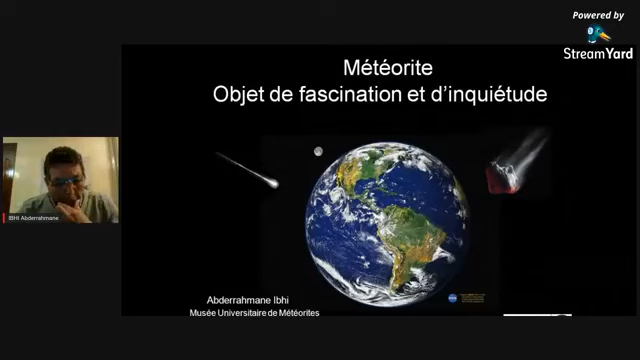 Powered by
StreamYard
Météorite
Objet de fascination et d'inquiétude
IBHI Abderrahmane
Abderrahmane Ibhi
Musée Universitaire de Météorites